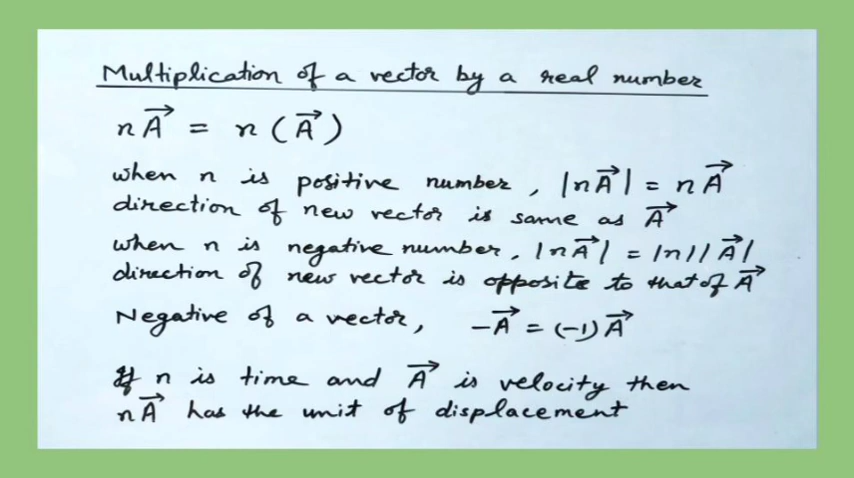 Multiplication of a vector by a real number
nA⃗ = n (A⃗)
when n is positive number, |nA⃗| = nA⃗
direction of new vector is same as A⃗
when n is negative number, |nA⃗| = |n||A⃗|
direction of new vector is opposite to that of A⃗
Negative of a vector, -A⃗ = (-1)A⃗
If n is time and A⃗ is velocity then
nA⃗ has the unit of displacement